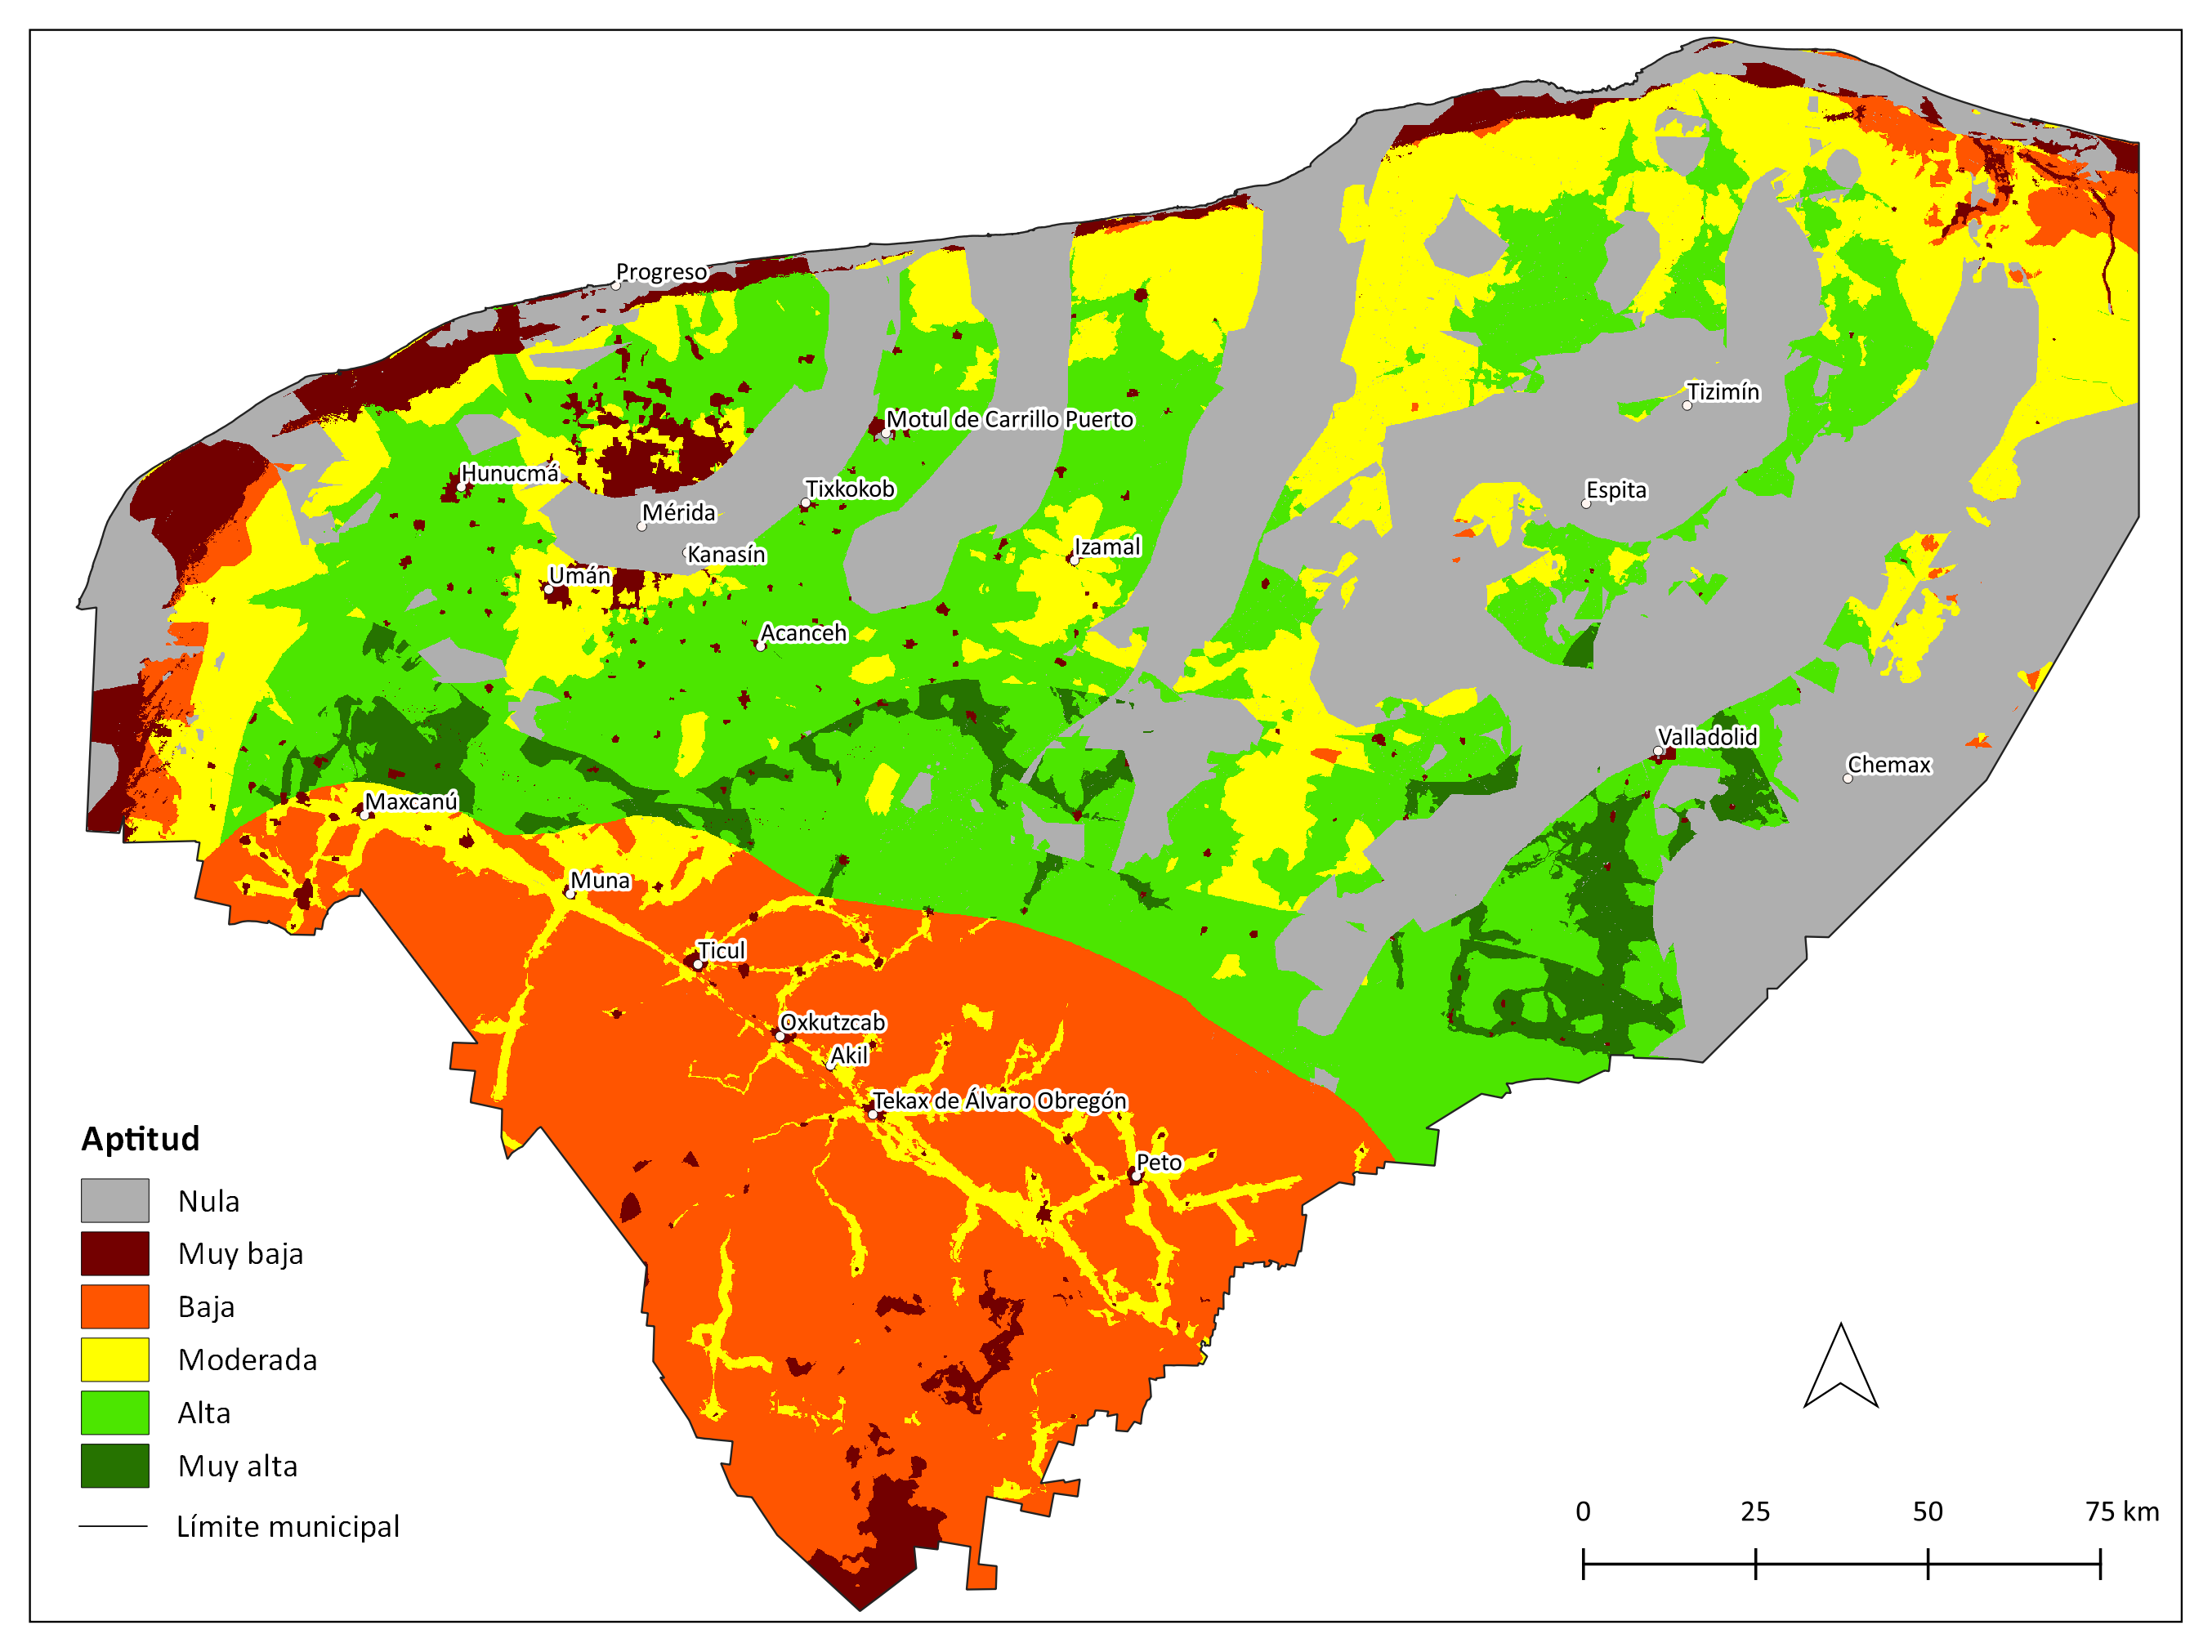 Progreso
Tizimín
Motul de Carrillo Puerto
Hunucmá
Tixkokob
Espita
Mérida
Kanasín
Izamal
Umán
Acanceh
Valladolid
Chemax
Maxcanú
Muna
Ticul
Oxkutzcab
Akil
Tekax de Álvaro Obregón
Peto
Aptitud
Nula
Muy baja
Baja
Moderada
Alta
Muy alta
Límite municipal
0 25 50 75 km